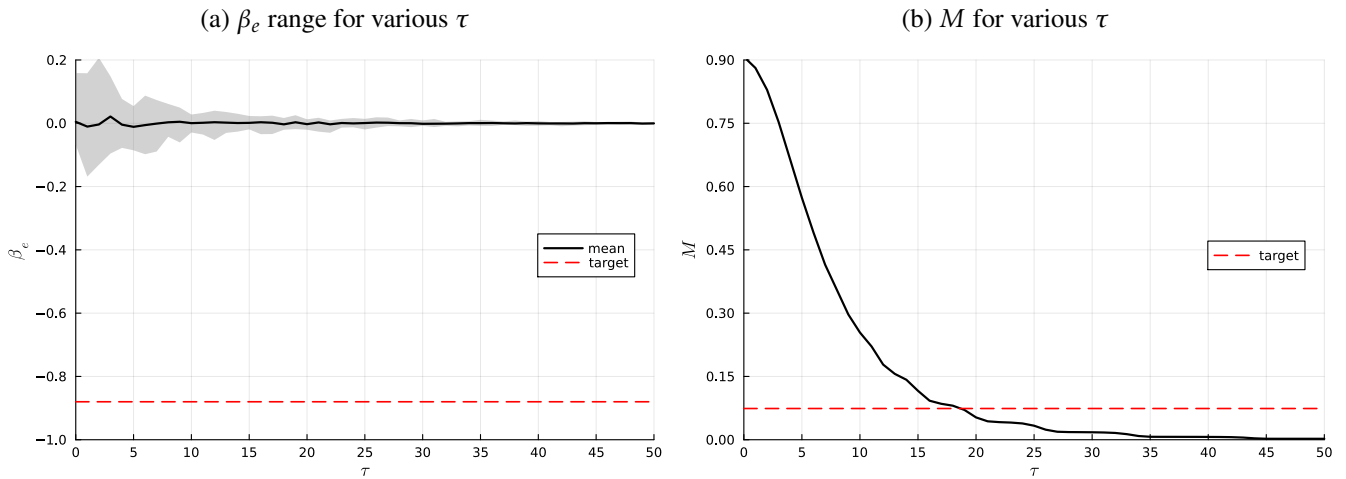 (a) βₑ range for various τ
0.2
0.0
−0.2
−0.4
−0.6
−0.8
−1.0
βₑ
mean
target
0 5 10 15 20 25 30 35 40 45 50
τ
(b) M for various τ
0.90
0.75
0.60
0.45
0.30
0.15
0.00
M
target
0 5 10 15 20 25 30 35 40 45 50
τ